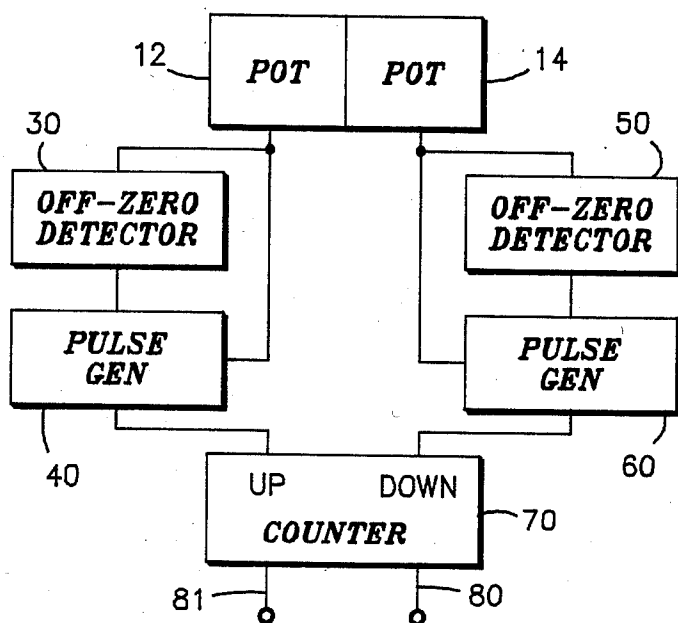 12 POT POT 14
30 50
OFF-ZERO
DETECTOR
OFF-ZERO
DETECTOR
PULSE
GEN
PULSE
GEN
40 60
UP DOWN
COUNTER
70
81 80